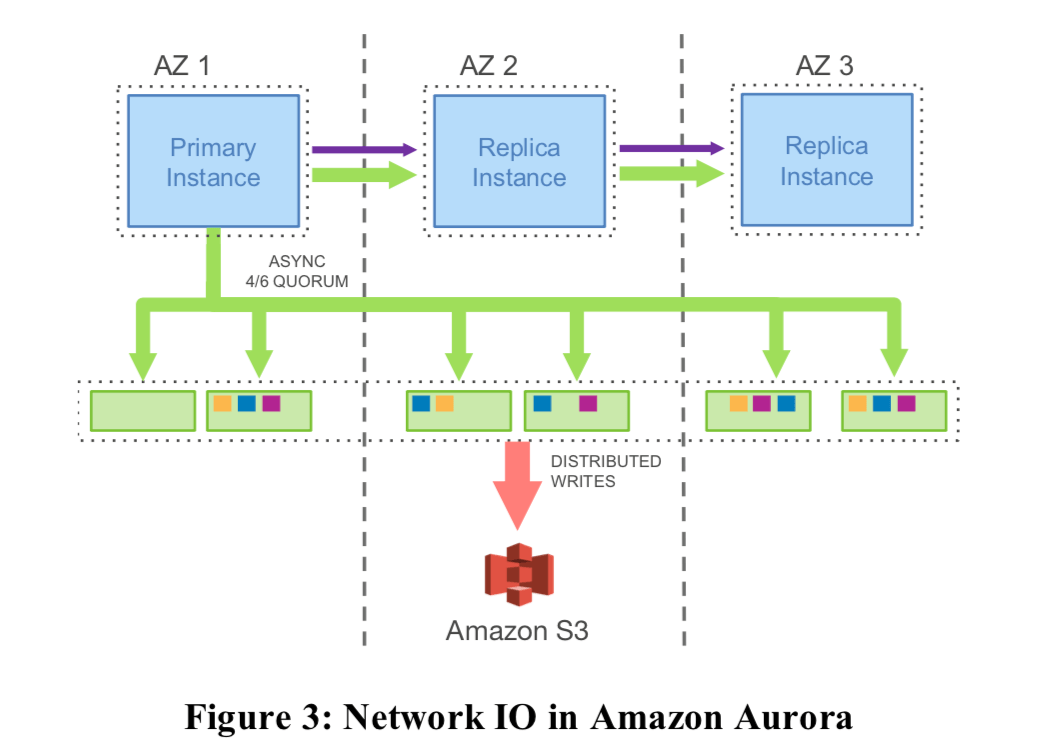 AZ 1
AZ 2
AZ 3
Primary
Instance
Replica
Instance
Replica
Instance
ASYNC
4/6 QUORUM
DISTRIBUTED
WRITES
Amazon S3
Figure 3: Network IO in Amazon Aurora